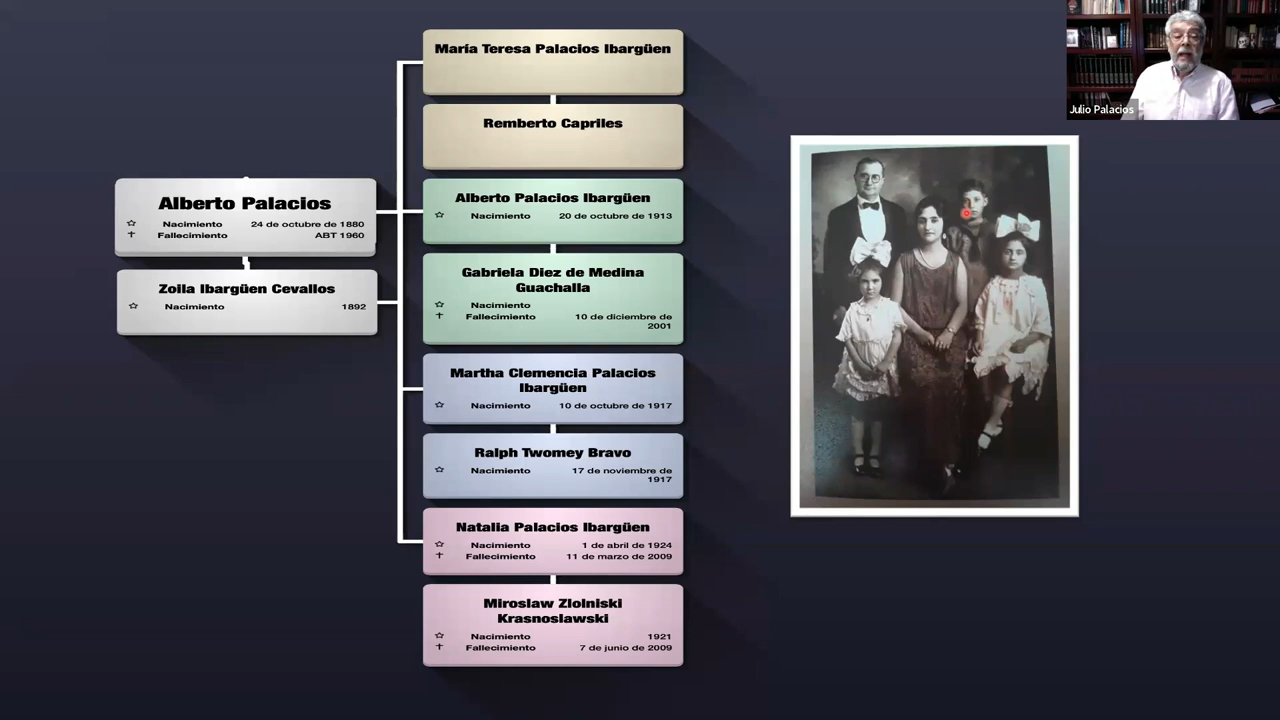 María Teresa Palacios Ibargüen
Remberto Capriles
Alberto Palacios
Nacimiento 24 de octubre de 1880
Fallecimiento ABT 1960
Zoila Ibargüen Cevallos
Nacimiento 1892
Alberto Palacios Ibargüen
Nacimiento 20 de octubre de 1913
Gabriela Diez de Medina
Guachalla
Nacimiento
Fallecimiento 10 de diciembre de
2001
Martha Clemencia Palacios
Ibargüen
Nacimiento 10 de octubre de 1917
Ralph Twomey Bravo
Nacimiento 17 de noviembre de
1917
Natalia Palacios Ibargüen
Nacimiento 1 de abril de 1924
Fallecimiento 11 de marzo de 2009
Miroslaw Ziolniski
Krasnoslawski
Nacimiento 1921
Fallecimiento 7 de junio de 2009
Julio Palacios